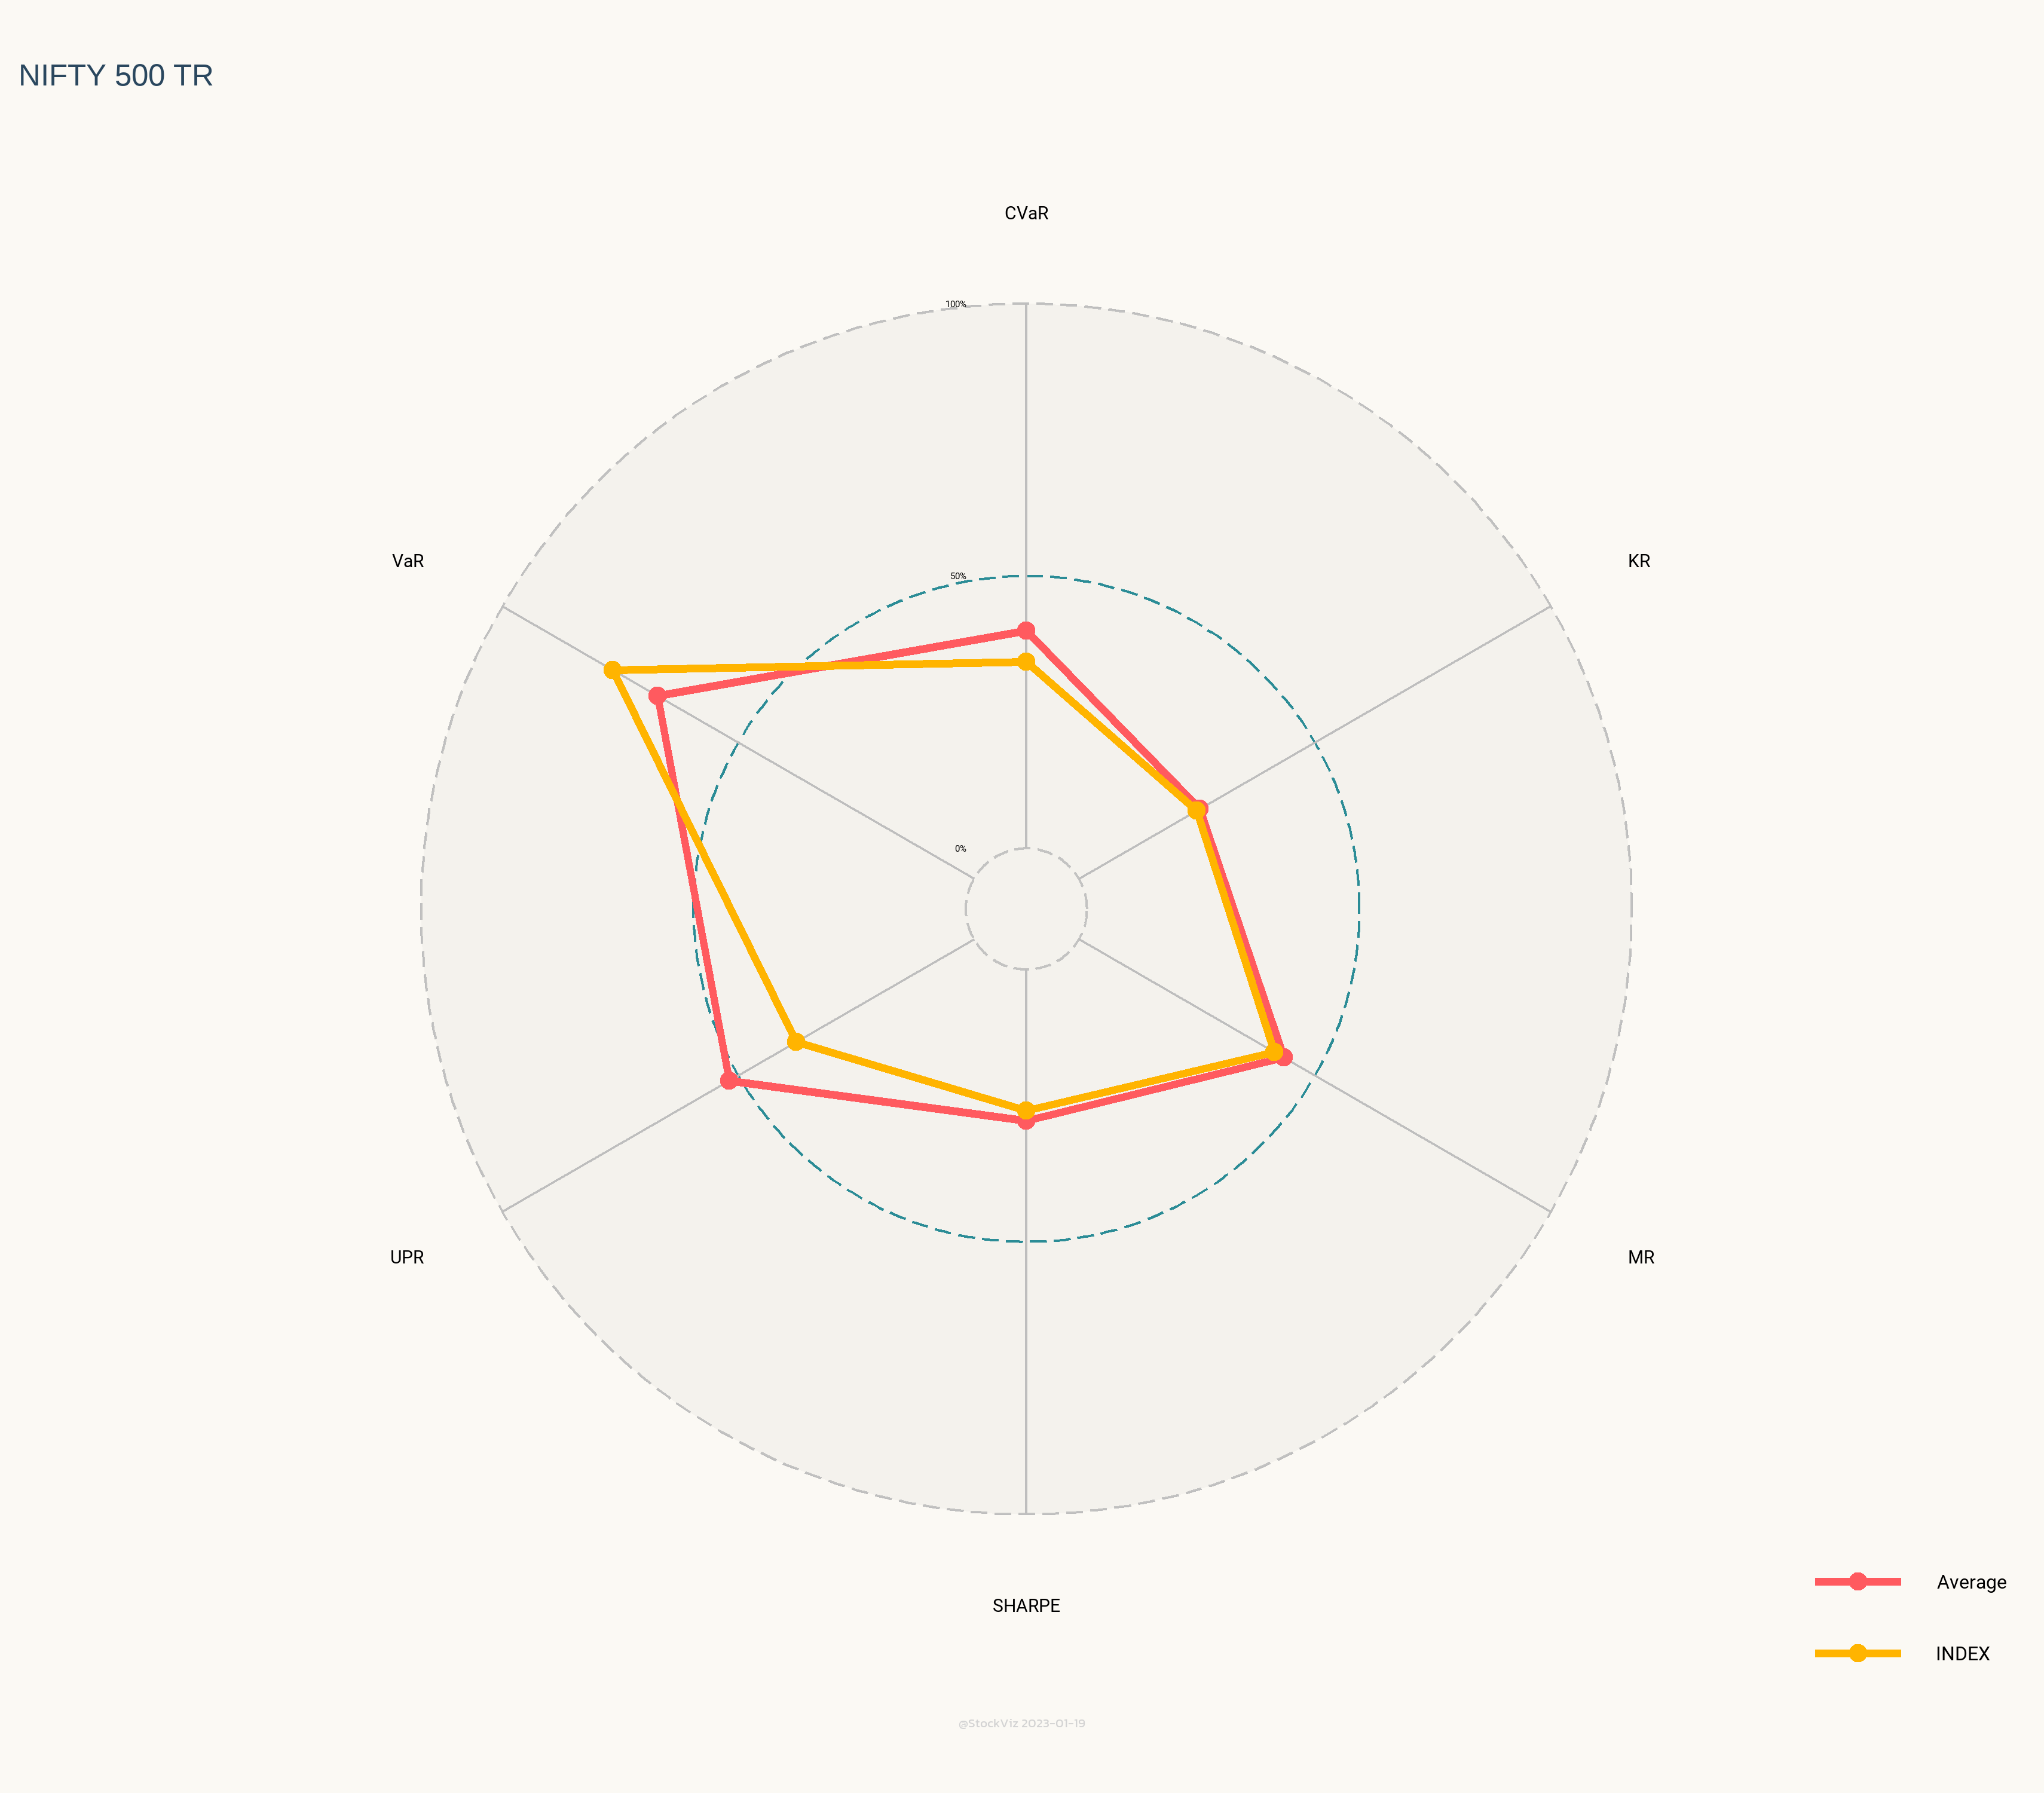 NIFTY 500 TR
CVaR
100%
VaR
KR
50%
0%
UPR
MR
SHARPE
Average
INDEX
@StockViz 2023-01-19